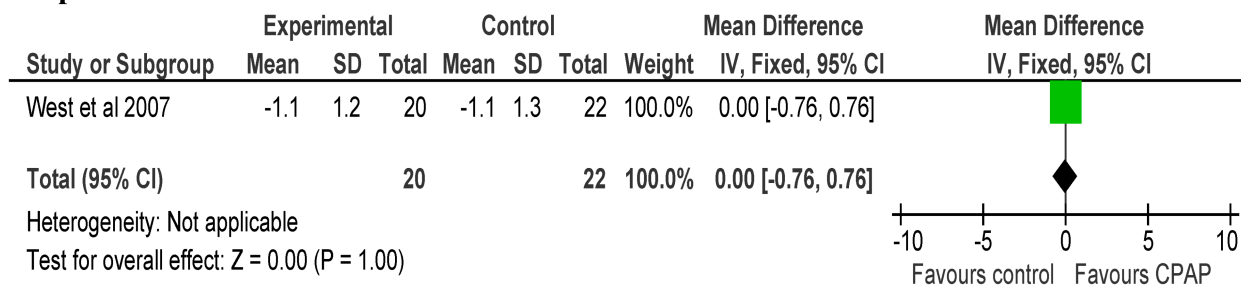 Experimental Control Mean Difference Mean Difference
Study or Subgroup Mean SD Total Mean SD Total Weight IV, Fixed, 95% CI IV, Fixed, 95% CI
West et al 2007 -1.1 1.2 20 -1.1 1.3 22 100.0% 0.00 [-0.76, 0.76]
Total (95% CI) 20 22 100.0% 0.00 [-0.76, 0.76]
Heterogeneity: Not applicable
Test for overall effect: Z = 0.00 (P = 1.00)
-10 -5 0 5 10
Favours control Favours CPAP